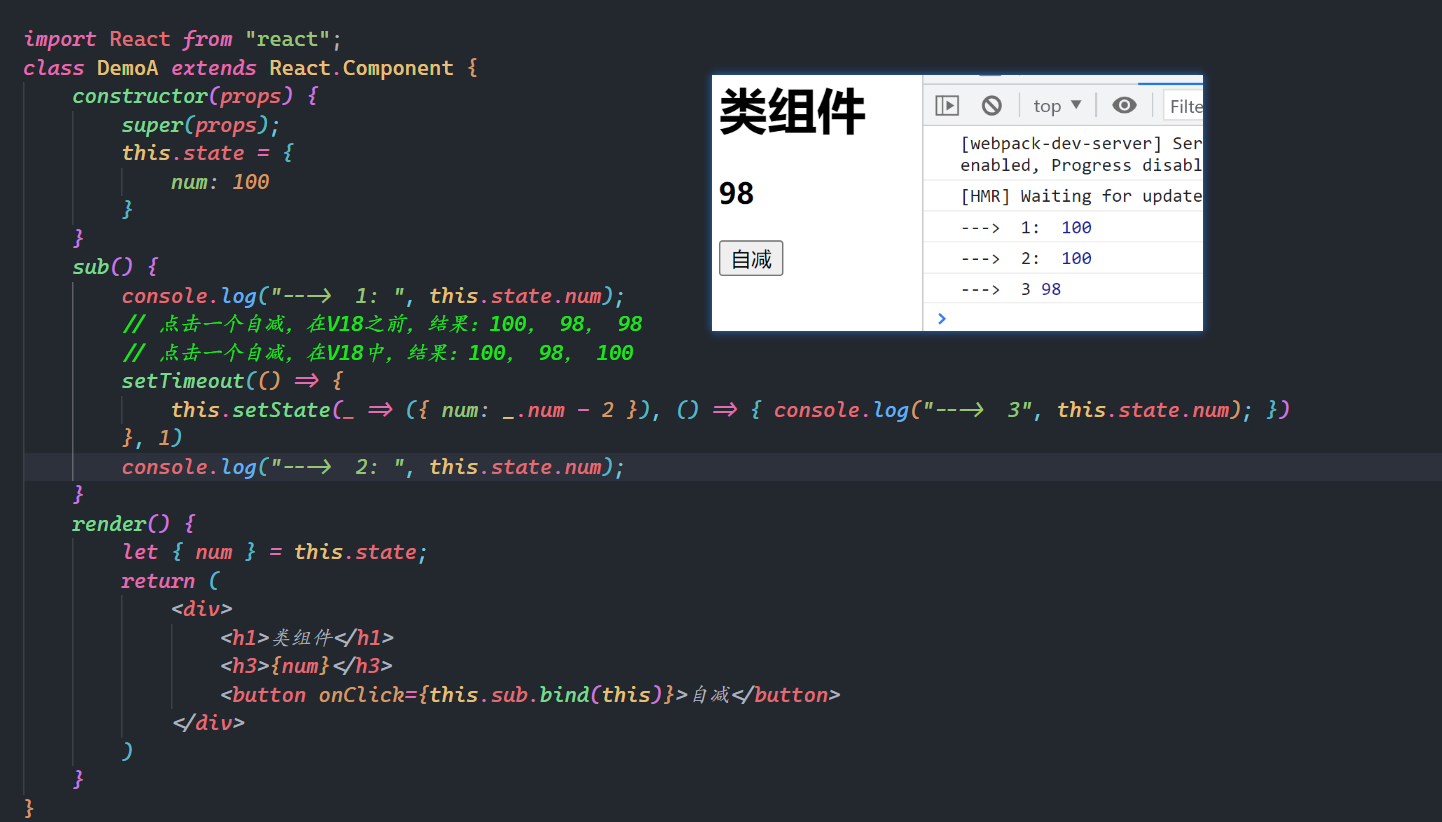 import React from "react";
class DemoA extends React.Component {
constructor(props) {
super(props);
this.state = {
num: 100
}
}
sub() {
console.log("---> 1: ", this.state.num);
// 点击一个自减，在V18之前，结果：100， 98， 98
// 点击一个自减，在V18中，结果：100， 98， 100
setTimeout(() => {
this.setState(_ => ({ num: _.num - 2 }), () => { console.log("---> 3", this.state.num); })
}, 1)
console.log("---> 2: ", this.state.num);
}
render() {
let { num } = this.state;
return (
<div>
<h1>类组件</h1>
<h3>{num}</h3>
<button onClick={this.sub.bind(this)}>自减</button>
</div>
)
}
}
类组件
98
自减
top
Filte
[webpack-dev-server] Ser
enabled, Progress disabl
[HMR] Waiting for update
---> 1: 100
---> 2: 100
---> 3 98